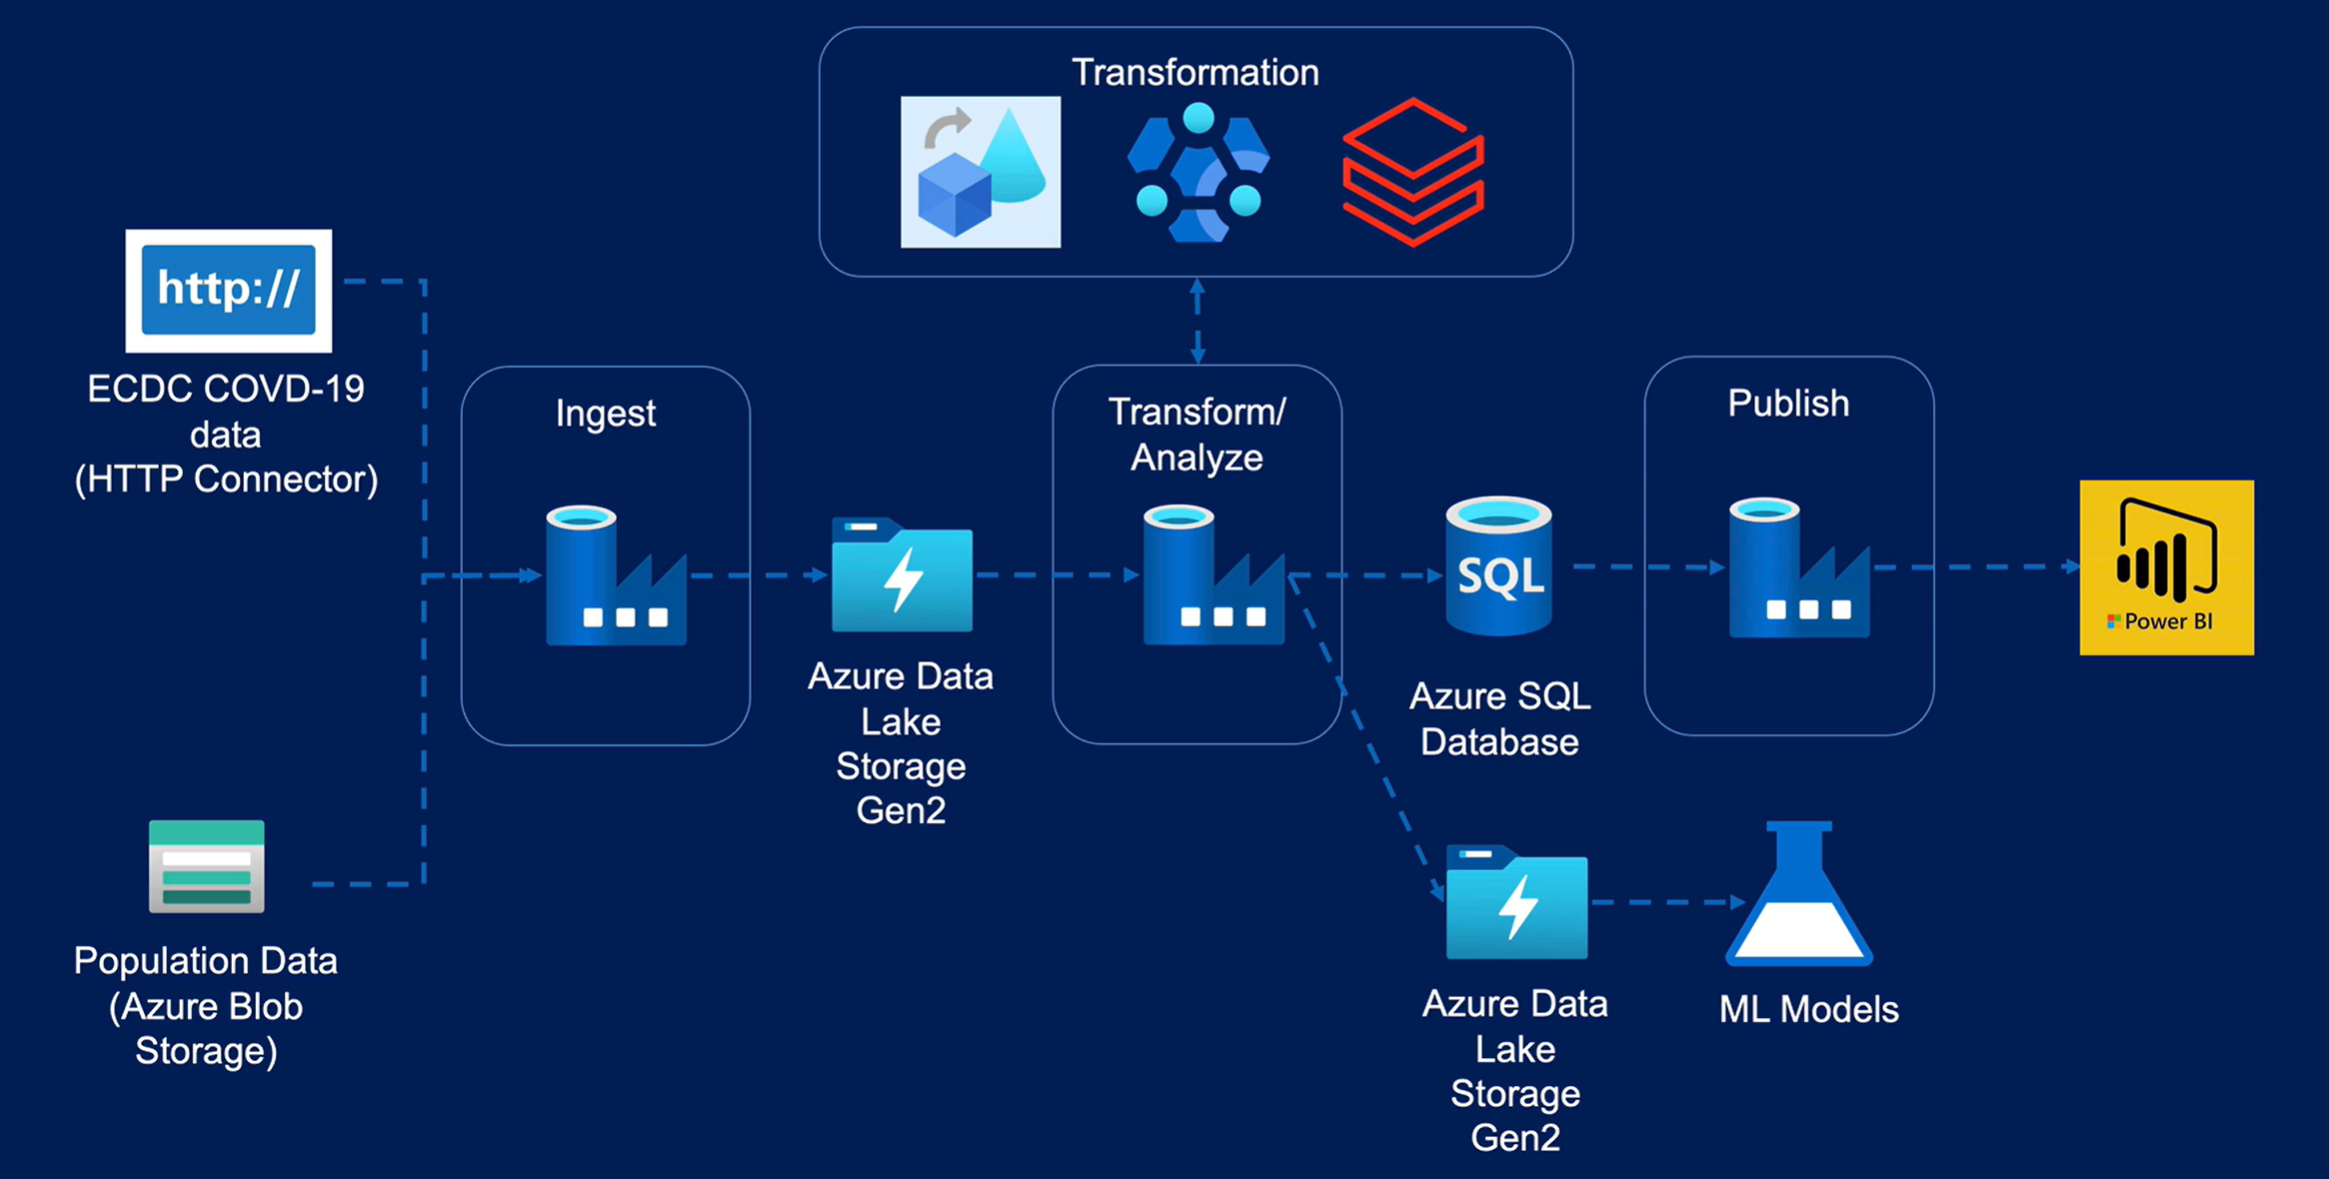 Transformation
http://
ECDC COVD-19
data
(HTTP Connector)
Ingest
Transform/
Analyze
Publish
SQL
Power BI
Azure Data
Lake
Storage
Gen2
Azure SQL
Database
Population Data
(Azure Blob
Storage)
Azure Data
Lake
Storage
Gen2
ML Models